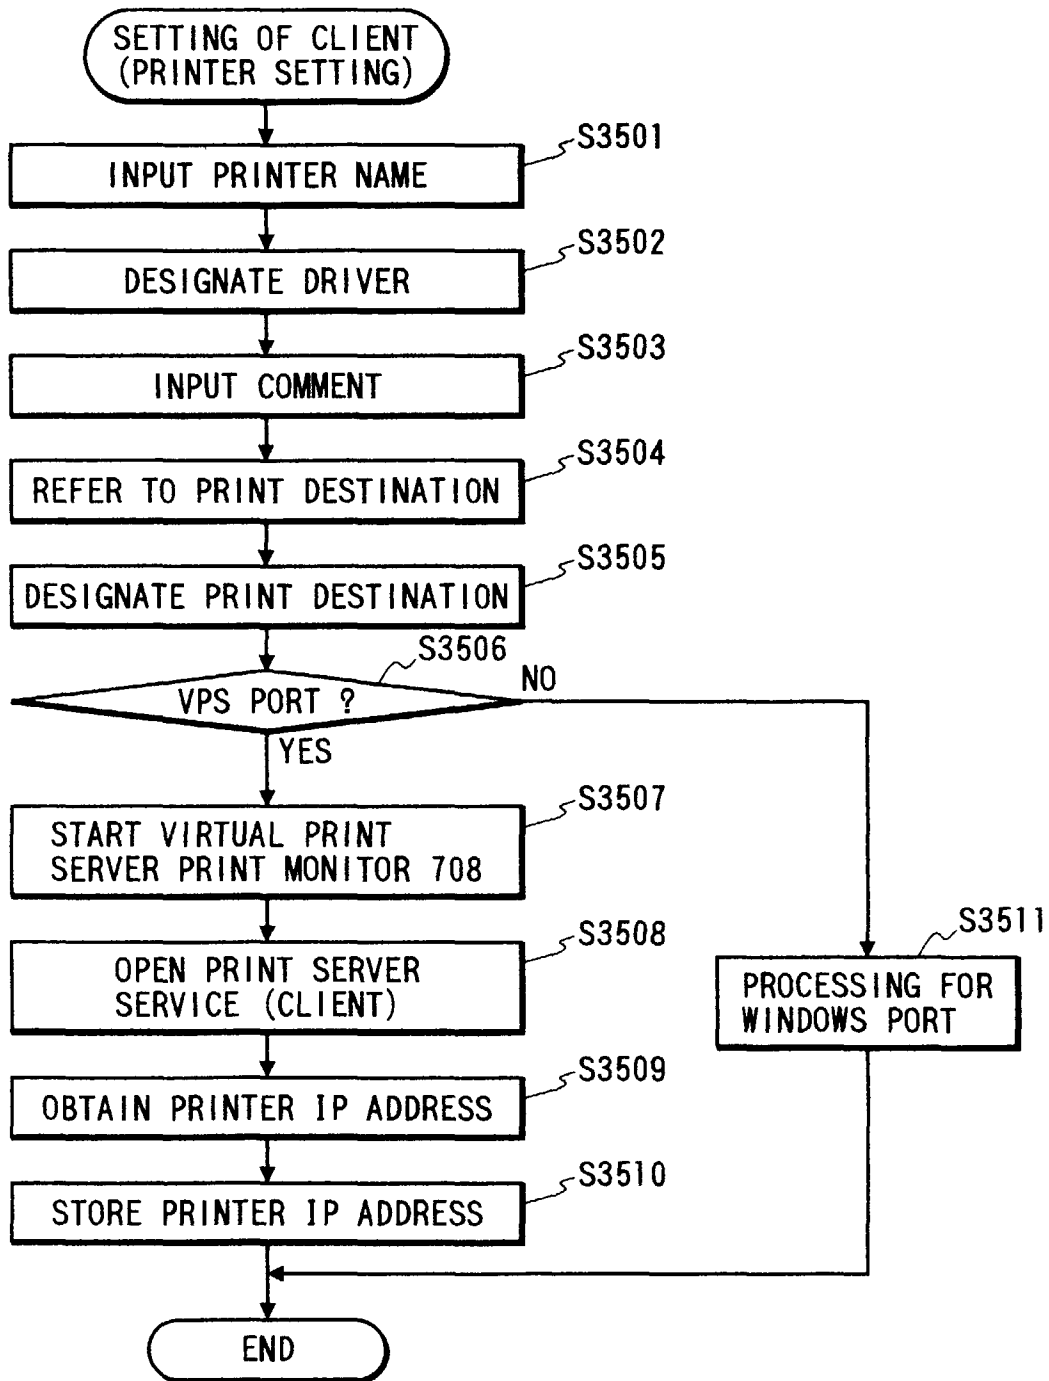 SETTING OF CLIENT
(PRINTER SETTING)
S3501
INPUT PRINTER NAME
S3502
DESIGNATE DRIVER
S3503
INPUT COMMENT
S3504
REFER TO PRINT DESTINATION
S3505
DESIGNATE PRINT DESTINATION
S3506
VPS PORT ?
NO
YES
S3507
START VIRTUAL PRINT
SERVER PRINT MONITOR 708
S3508
OPEN PRINT SERVER
SERVICE (CLIENT)
S3511
PROCESSING FOR
WINDOWS PORT
S3509
OBTAIN PRINTER IP ADDRESS
S3510
STORE PRINTER IP ADDRESS
END